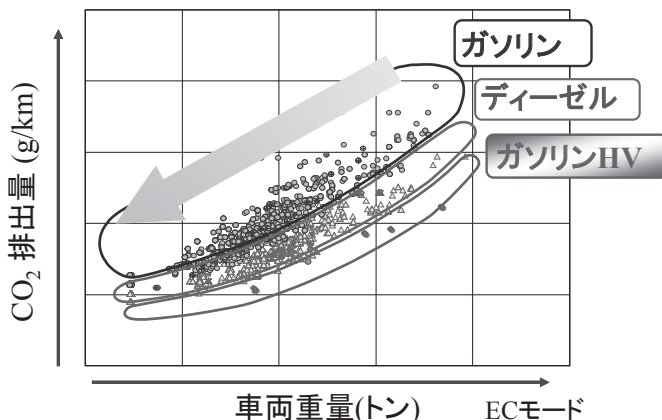 ガソリン
ディーゼル
ガソリンHV
CO₂ 排出量 (g/km)
車両重量(トン)
ECモード